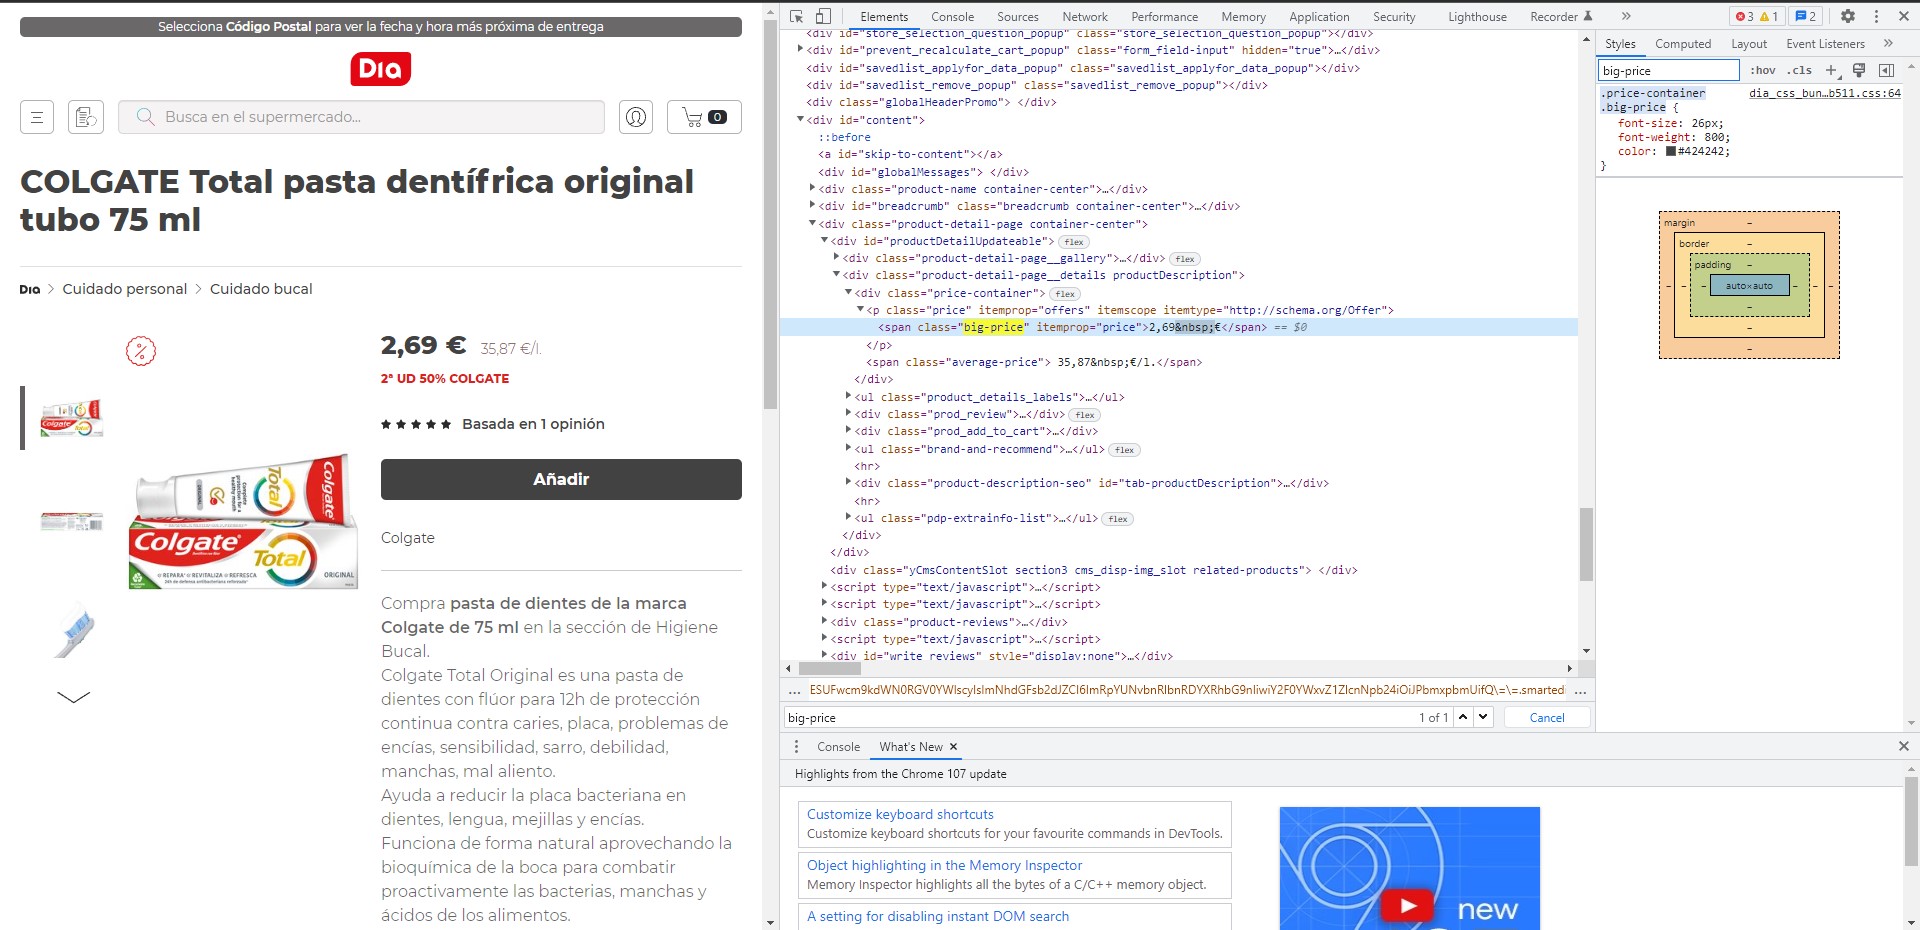 Selecciona Código Postal para ver la fecha y hora más próxima de entrega
Dia
Busca en el supermercado...
0
COLGATE Total pasta dentífrica original
tubo 75 ml
Dia > Cuidado personal > Cuidado bucal
2,69 € 35,87 €/l.
2ª UD 50% COLGATE
Basada en 1 opinión
Añadir
Colgate
Total
Colgate
Total
REPARA* • REVITALIZA • REFRESCA
ORIGINAL
Colgate
Compra pasta de dientes de la marca
Colgate de 75 ml en la sección de Higiene
Bucal.
Colgate Total Original es una pasta de
dientes con flúor para 12h de protección
continua contra caries, placa, problemas de
encías, sensibilidad, sarro, debilidad,
manchas, mal aliento.
Ayuda a reducir la placa bacteriana en
dientes, lengua, mejillas y encías.
Funciona de forma natural aprovechando la
bioquímica de la boca para combatir
proactivamente las bacterias, manchas y
ácidos de los alimentos.
Elements Console Sources Network Performance Memory Application Security Lighthouse Recorder » 3 1 2
<div id="store_selection_question_popup" class="store_selection_question_popup"></div>
<div id="prevent_recalculate_cart_popup" class="form_field-input" hidden="true">…</div>
<div id="savedlist_applyfor_data_popup" class="savedlist_applyfor_data_popup"></div>
<div id="savedlist_remove_popup" class="savedlist_remove_popup"></div>
<div class="globalHeaderPromo"> </div>
<div id="content">
::before
<a id="skip-to-content"></a>
<div id="globalMessages"> </div>
<div class="product-name container-center">…</div>
<div id="breadcrumb" class="breadcrumb container-center">…</div>
<div class="product-detail-page container-center">
<div id="productDetailUpdateable"> flex
<div class="product-detail-page__gallery">…</div> flex
<div class="product-detail-page__details productDescription">
<div class="price-container"> flex
<p class="price" itemprop="offers" itemscope itemtype="http://schema.org/Offer">
<span class="big-price" itemprop="price">2,69&nbsp;€</span> == $0
</p>
<span class="average-price"> 35,87&nbsp;€/l.</span>
</div>
<ul class="product_details_labels">…</ul>
<div class="prod_review">…</div> flex
<div class="prod_add_to_cart">…</div>
<ul class="brand-and-recommend">…</ul> flex
<hr>
<div class="product-description-seo" id="tab-productDescription">…</div>
<hr>
<ul class="pdp-extrainfo-list">…</ul> flex
</div>
</div>
<div class="yCmsContentSlot section3 cms_disp-img_slot related-products"> </div>
<script type="text/javascript">…</script>
<script type="text/javascript">…</script>
<div class="product-reviews">…</div>
<script type="text/javascript">…</script>
<div id="write_reviews" style="display:none">…</div>
big-price 1 of 1 Cancel
Styles Computed Layout Event Listeners »
big-price :hov .cls +
.price-container dia_css_bun…b511.css:64
.big-price {
font-size: 26px;
font-weight: 800;
color: #424242;
}
margin –
border –
padding –
– – – auto×auto – – –
–
–
–
Console What's New ×
Highlights from the Chrome 107 update
Customize keyboard shortcuts
Customize keyboard shortcuts for your favourite commands in DevTools.
Object highlighting in the Memory Inspector
Memory Inspector highlights all the bytes of a C/C++ memory object.
A setting for disabling instant DOM search
new